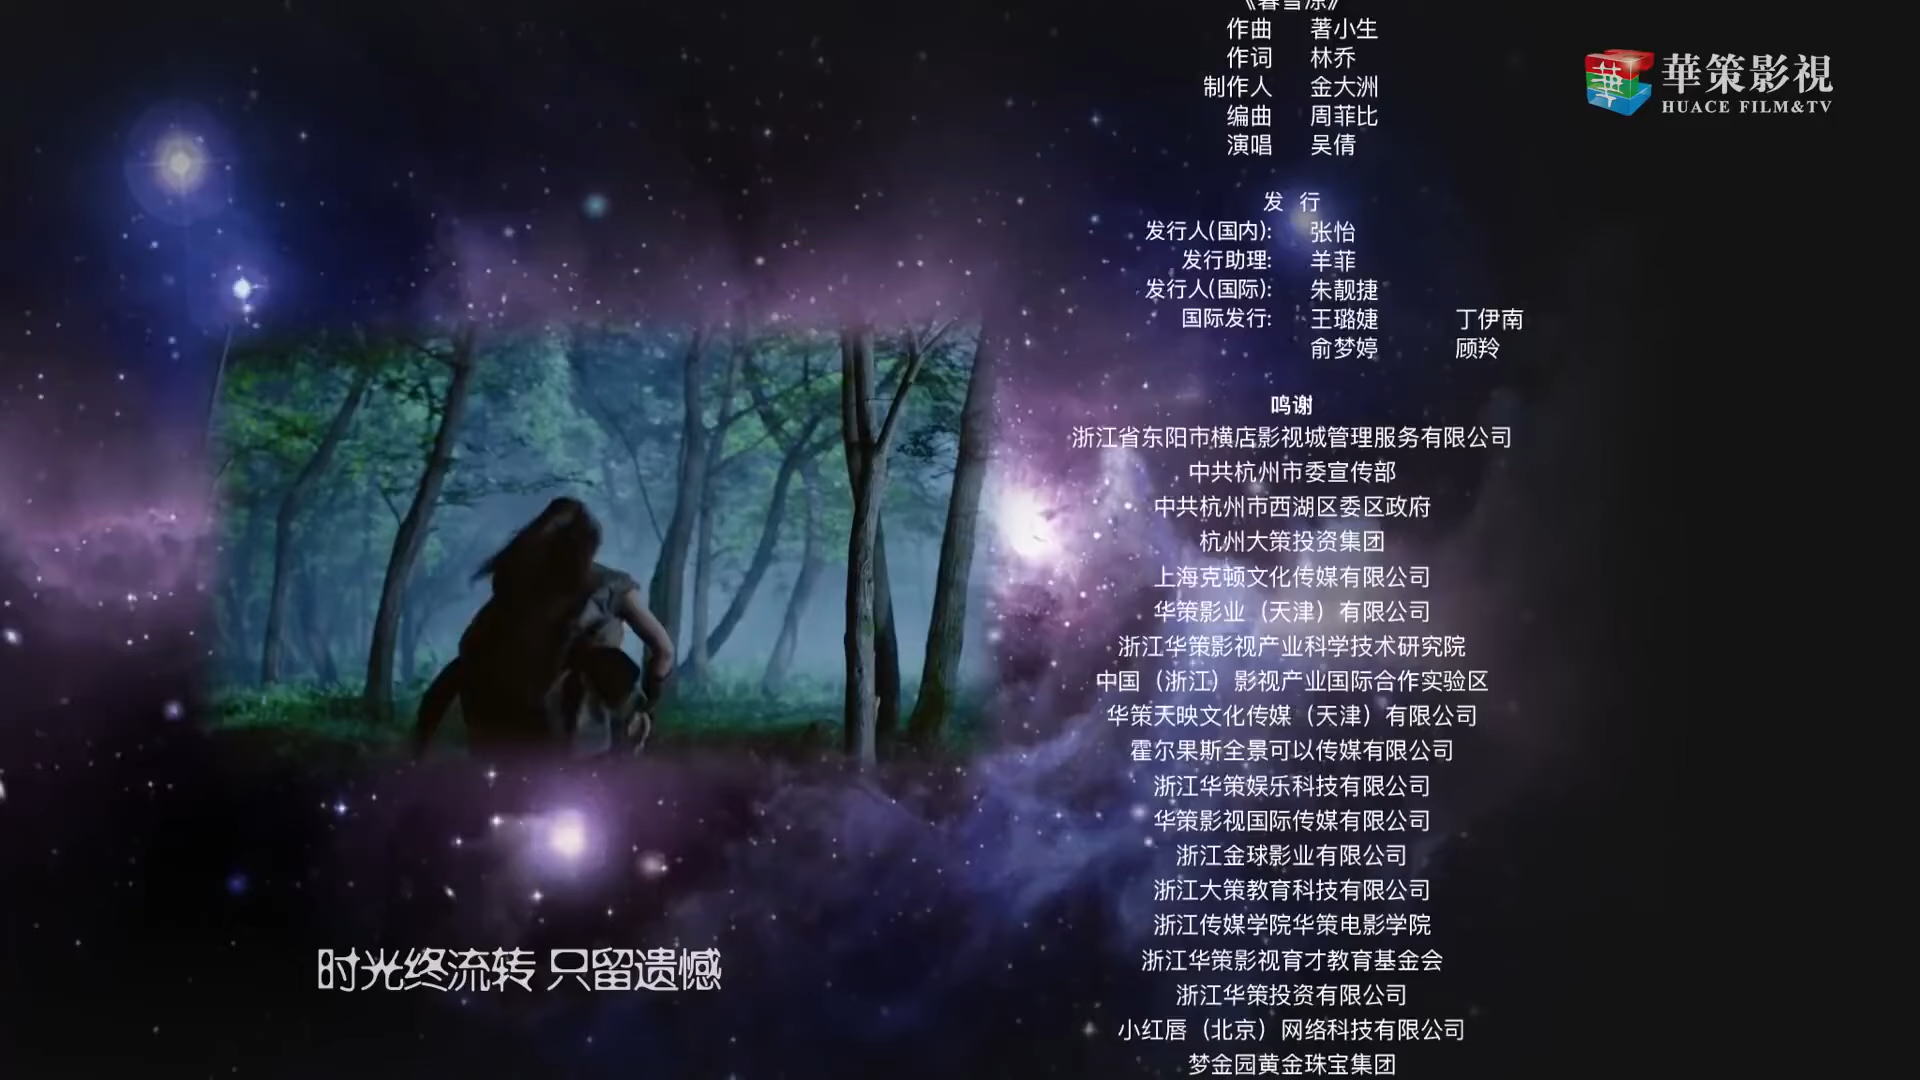 作曲 著小生
作词 林乔
制作人 金大洲
编曲 周菲比
演唱 吴倩
華策影視
HUACE FILM&TV
发 行
发行人(国内): 张怡
发行助理: 羊菲
发行人(国际): 朱靓捷
国际发行: 王璐婕 丁伊南
俞梦婷 顾羚
鸣谢
浙江省东阳市横店影视城管理服务有限公司
中共杭州市委宣传部
中共杭州市西湖区委区政府
杭州大策投资集团
上海克顿文化传媒有限公司
华策影业（天津）有限公司
浙江华策影视产业科学技术研究院
中国（浙江）影视产业国际合作实验区
华策天映文化传媒（天津）有限公司
霍尔果斯全景可以传媒有限公司
浙江华策娱乐科技有限公司
华策影视国际传媒有限公司
浙江金球影业有限公司
浙江大策教育科技有限公司
浙江传媒学院华策电影学院
浙江华策影视育才教育基金会
浙江华策投资有限公司
小红唇（北京）网络科技有限公司
梦金园黄金珠宝集团
时光终流转 只留遗憾